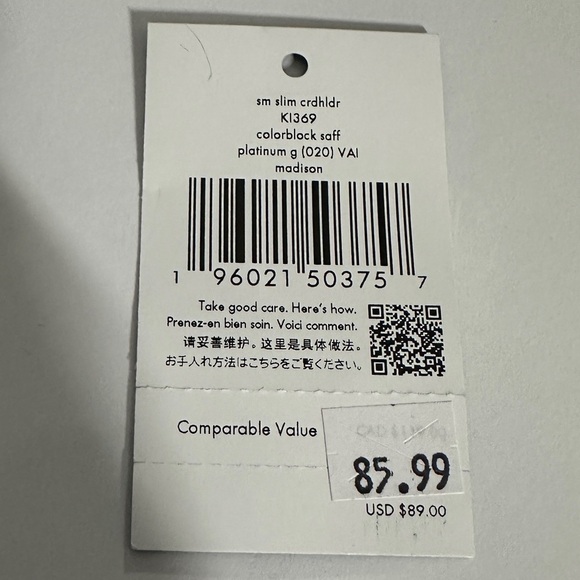 sm slim crdhldr
KI369
colorblock saff
platinum g (020) VAI
madison
1 96021 50375 7
Take good care. Here's how.
Prenez-en bien soin. Voici comment.
请妥善维护。这里是具体做法。
お手入れ方法はこちらをご覧ください。
Comparable Value
85.99
USD $89.00